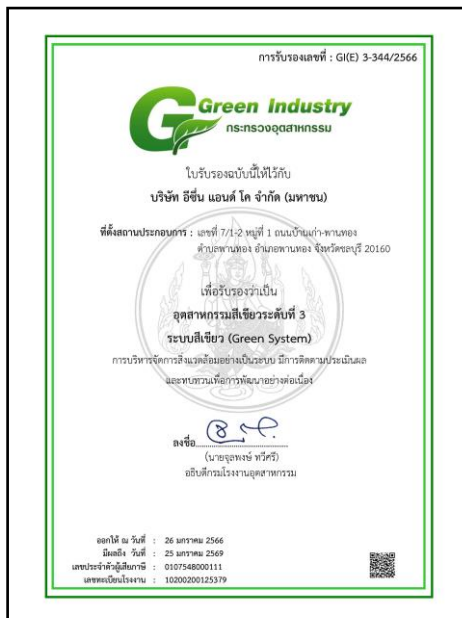 การรับรองเลขที่ : GI(E) 3-344/2566
Green Industry
กระทรวงอุตสาหกรรม
ใบรับรองฉบับนี้ให้ไว้กับ
บริษัท อีซึ่น แอนด์ โค จำกัด (มหาชน)
ที่ตั้งสถานประกอบการ : เลขที่ 7/1-2 หมู่ที่ 1 ถนนบ้านเก่า-พานทอง
ตำบลพานทอง อำเภอพานทอง จังหวัดชลบุรี 20160
เพื่อรับรองว่าเป็น
อุตสาหกรรมสีเขียวระดับที่ 3
ระบบสีเขียว (Green System)
การบริหารจัดการสิ่งแวดล้อมอย่างเป็นระบบ มีการติดตามประเมินผล
และทบทวนเพื่อการพัฒนาอย่างต่อเนื่อง
ลงชื่อ
(นายจุลพงษ์ ทวีศรี)
อธิบดีกรมโรงงานอุตสาหกรรม
ออกให้ ณ วันที่ : 26 มกราคม 2566
มีผลถึง วันที่ : 25 มกราคม 2569
เลขประจำตัวผู้เสียภาษี : 0107548000111
เลขทะเบียนโรงงาน : 10200200125379